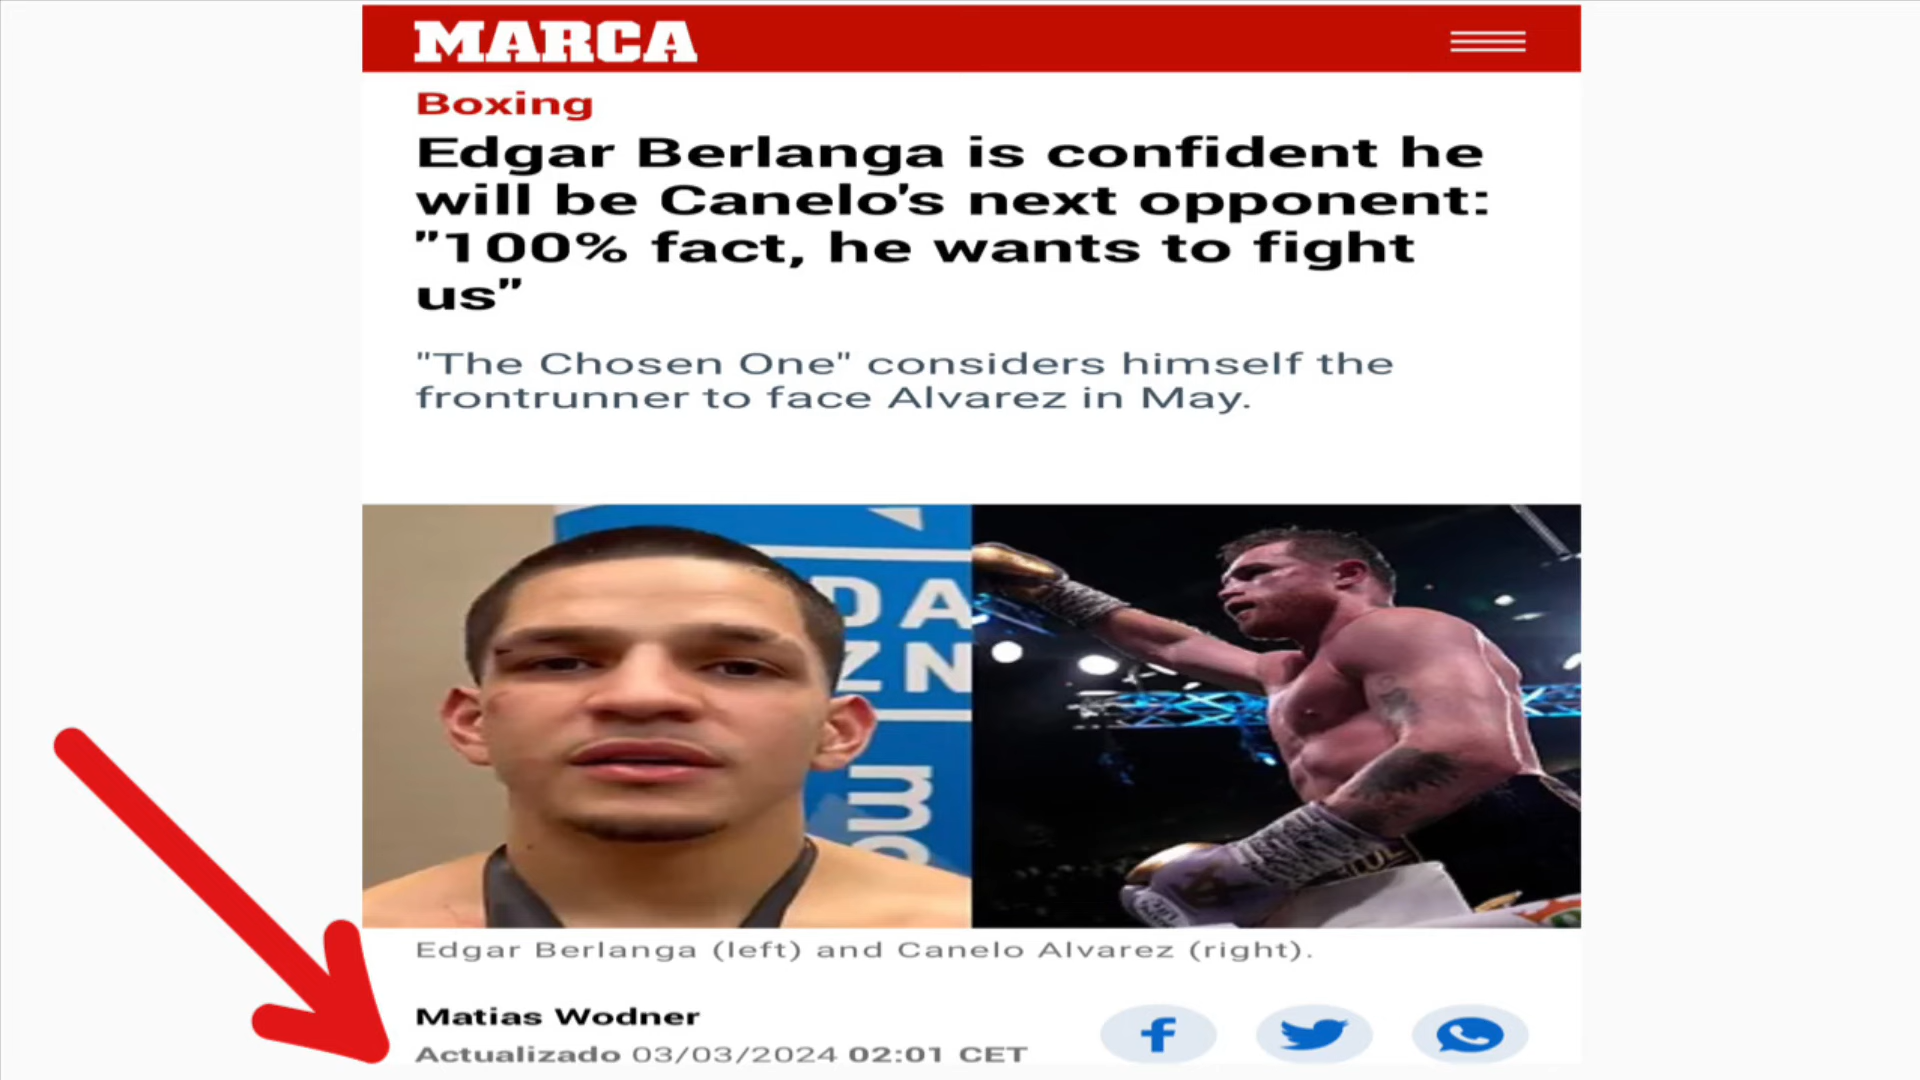 MARCA
Boxing
Edgar Berlanga is confident he
will be Canelo's next opponent:
"100% fact, he wants to fight
us"
"The Chosen One" considers himself the
frontrunner to face Alvarez in May.
DA
ZN
Edgar Berlanga (left) and Canelo Alvarez (right).
Matias Wodner
Actualizado 03/03/2024 02:01 CET